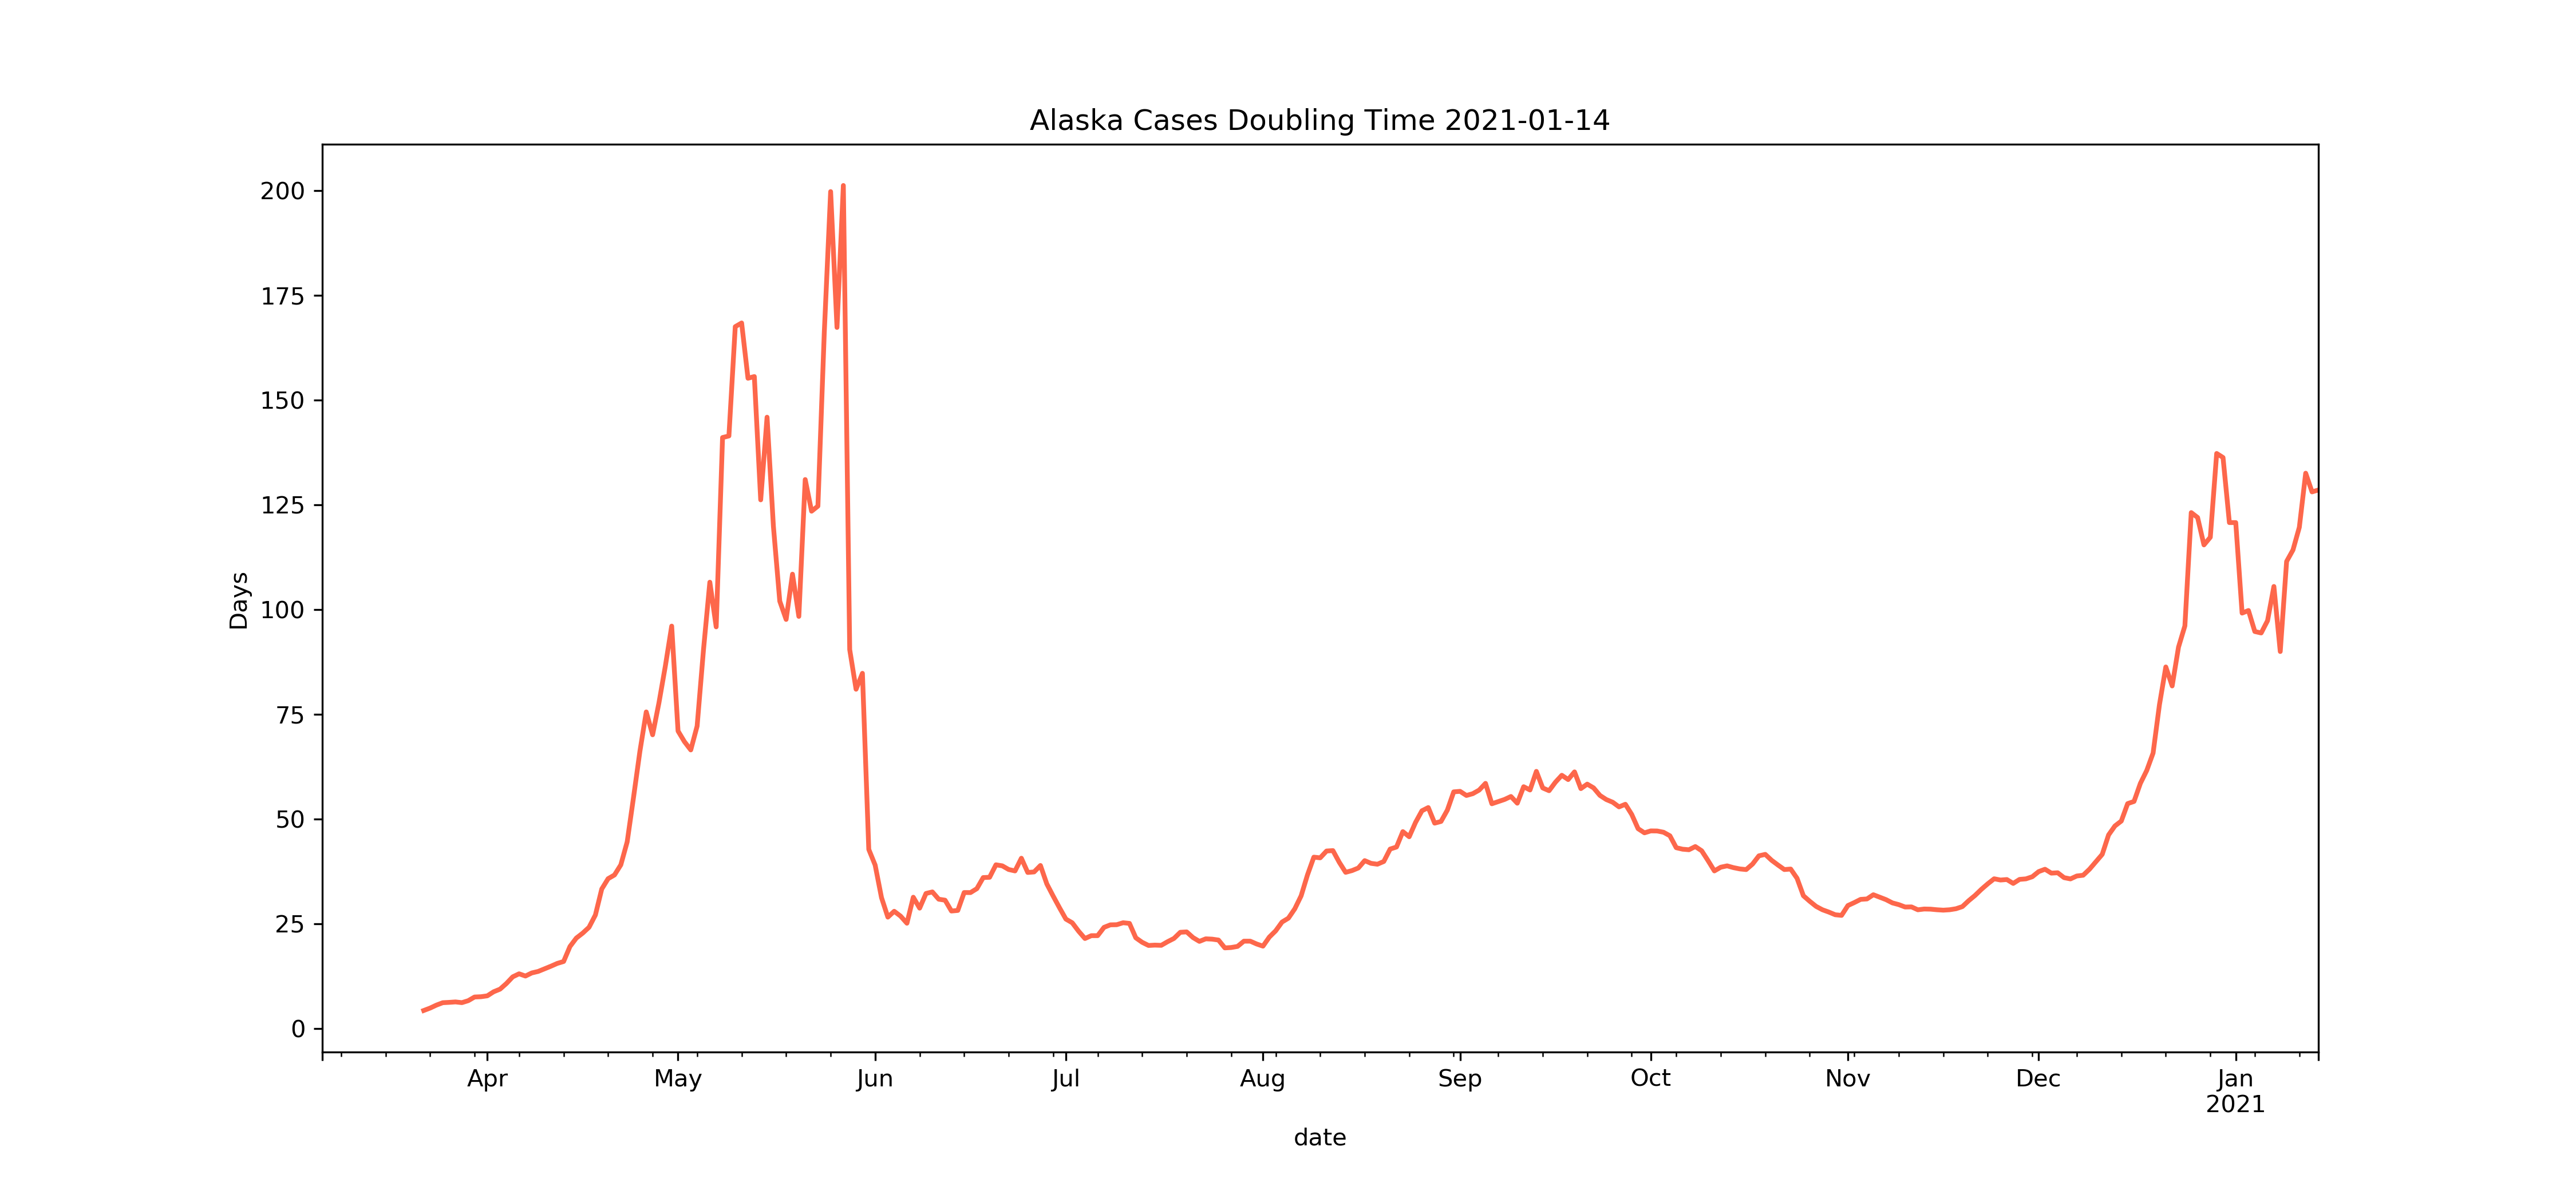 Alaska Cases Doubling Time 2021-01-14
200
175
150
125
100
75
50
25
0
Days
Apr May Jun Jul Aug Sep Oct Nov Dec Jan
2021
date